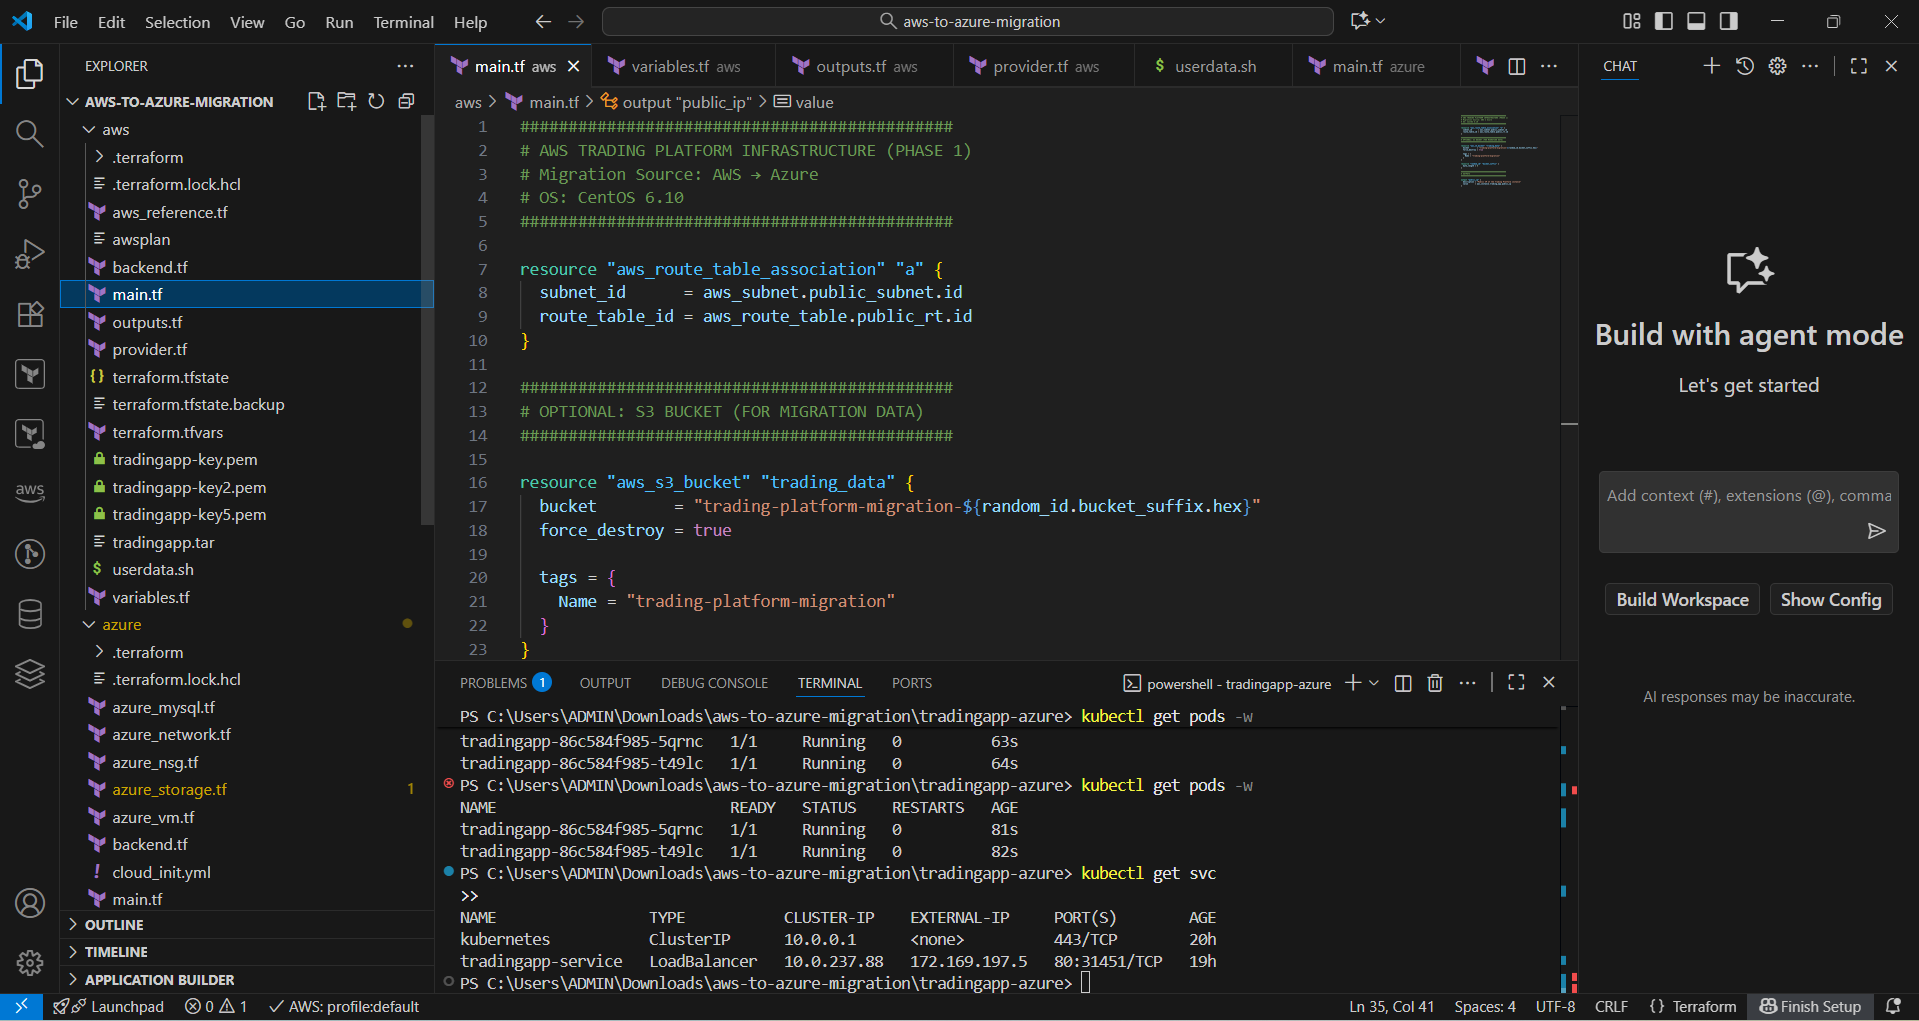 File Edit Selection View Go Run Terminal Help
aws-to-azure-migration
EXPLORER
AWS-TO-AZURE-MIGRATION
aws
.terraform
.terraform.lock.hcl
aws_reference.tf
awsplan
backend.tf
main.tf
outputs.tf
provider.tf
{} terraform.tfstate
terraform.tfstate.backup
terraform.tfvars
tradingapp-key.pem
tradingapp-key2.pem
tradingapp-key5.pem
tradingapp.tar
$ userdata.sh
variables.tf
azure
.terraform
.terraform.lock.hcl
azure_mysql.tf
azure_network.tf
azure_nsg.tf
azure_storage.tf 1
azure_vm.tf
backend.tf
! cloud_init.yml
main.tf
OUTLINE
TIMELINE
APPLICATION BUILDER
aws
main.tf aws
variables.tf aws
outputs.tf aws
provider.tf aws
$ userdata.sh
main.tf azure
aws > main.tf > output "public_ip" > value
1 #############################################
2 # AWS TRADING PLATFORM INFRASTRUCTURE (PHASE 1)
3 # Migration Source: AWS → Azure
4 # OS: CentOS 6.10
5 #############################################
6
7 resource "aws_route_table_association" "a" {
8 subnet_id = aws_subnet.public_subnet.id
9 route_table_id = aws_route_table.public_rt.id
10 }
11
12 #############################################
13 # OPTIONAL: S3 BUCKET (FOR MIGRATION DATA)
14 #############################################
15
16 resource "aws_s3_bucket" "trading_data" {
17 bucket = "trading-platform-migration-${random_id.bucket_suffix.hex}"
18 force_destroy = true
19
20 tags = {
21 Name = "trading-platform-migration"
22 }
23 }
PROBLEMS 1 OUTPUT DEBUG CONSOLE TERMINAL PORTS
powershell - tradingapp-azure
PS C:\Users\ADMIN\Downloads\aws-to-azure-migration\tradingapp-azure> kubectl get pods -w
tradingapp-86c584f985-5qrnc 1/1 Running 0 63s
tradingapp-86c584f985-t49lc 1/1 Running 0 64s
PS C:\Users\ADMIN\Downloads\aws-to-azure-migration\tradingapp-azure> kubectl get pods -w
NAME READY STATUS RESTARTS AGE
tradingapp-86c584f985-5qrnc 1/1 Running 0 81s
tradingapp-86c584f985-t49lc 1/1 Running 0 82s
PS C:\Users\ADMIN\Downloads\aws-to-azure-migration\tradingapp-azure> kubectl get svc
>>
NAME TYPE CLUSTER-IP EXTERNAL-IP PORT(S) AGE
kubernetes ClusterIP 10.0.0.1 <none> 443/TCP 20h
tradingapp-service LoadBalancer 10.0.237.88 172.169.197.5 80:31451/TCP 19h
PS C:\Users\ADMIN\Downloads\aws-to-azure-migration\tradingapp-azure>
CHAT
Build with agent mode
Let's get started
Add context (#), extensions (@), comma
Build Workspace
Show Config
AI responses may be inaccurate.
Launchpad 0 1 AWS: profile:default
Ln 35, Col 41 Spaces: 4 UTF-8 CRLF {} Terraform Finish Setup